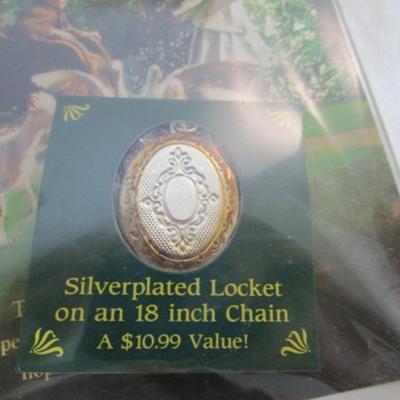 Silverplated Locket
on an 18 inch Chain
A $10.99 Value!